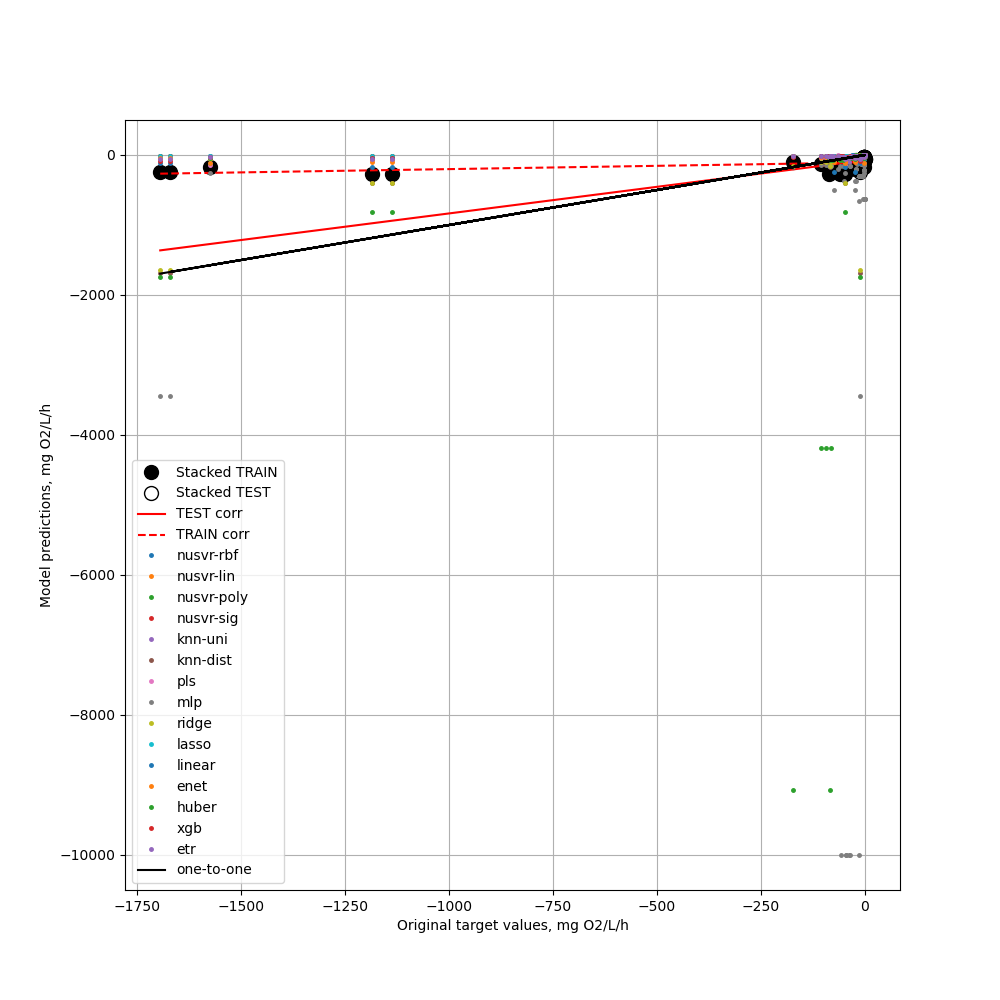 0
−2000
−4000
−6000
−8000
−10000
Model predictions, mg O2/L/h
Stacked TRAIN
Stacked TEST
TEST corr
TRAIN corr
nusvr-rbf
nusvr-lin
nusvr-poly
nusvr-sig
knn-uni
knn-dist
pls
mlp
ridge
lasso
linear
enet
huber
xgb
etr
one-to-one
−1750 −1500 −1250 −1000 −750 −500 −250 0
Original target values, mg O2/L/h